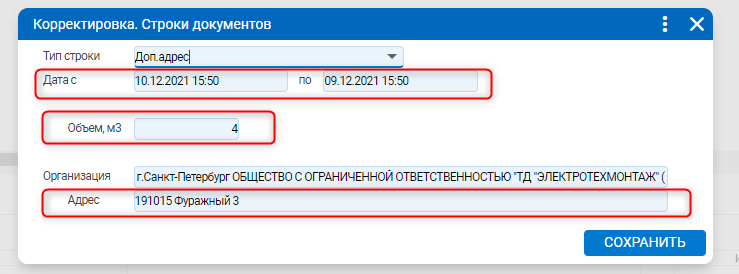 Корректировка. Строки документов
Тип строки Доп.адрес
Дата с 10.12.2021 15:50 по 09.12.2021 15:50
Объем, м3 4
Организация г.Санкт-Петербург ОБЩЕСТВО С ОГРАНИЧЕННОЙ ОТВЕТСТВЕННОСТЬЮ "ТД "ЭЛЕКТРОТЕХМОНТАЖ" (
Адрес 191015 Фуражный 3
СОХРАНИТЬ